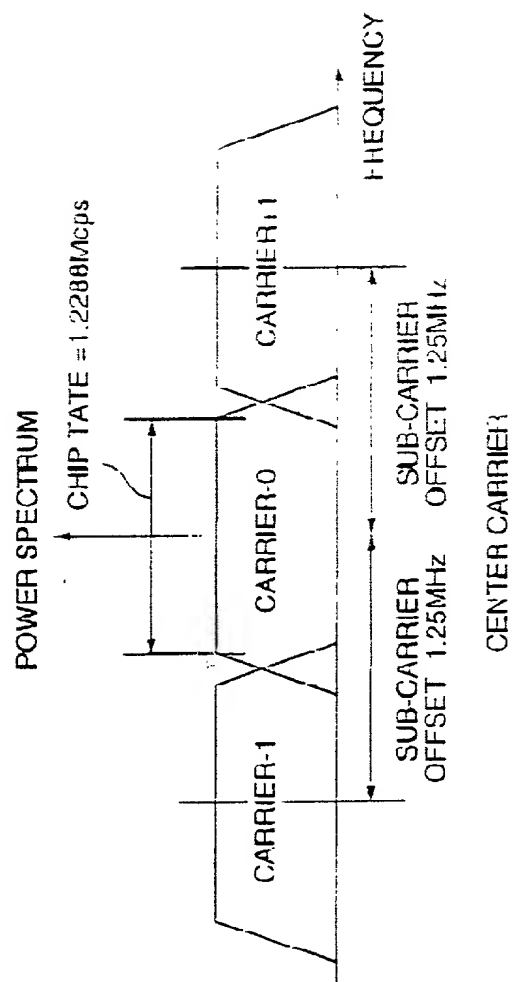 POWER SPECTRUM
CHIP TATE =1.2288Mcps
CARRIER-1
CARRIER-0
CARRIER+1
FREQUENCY
SUB-CARRIER
OFFSET 1.25MHz
SUB-CARRIER
OFFSET 1.25MHz
CENTER CARRIER